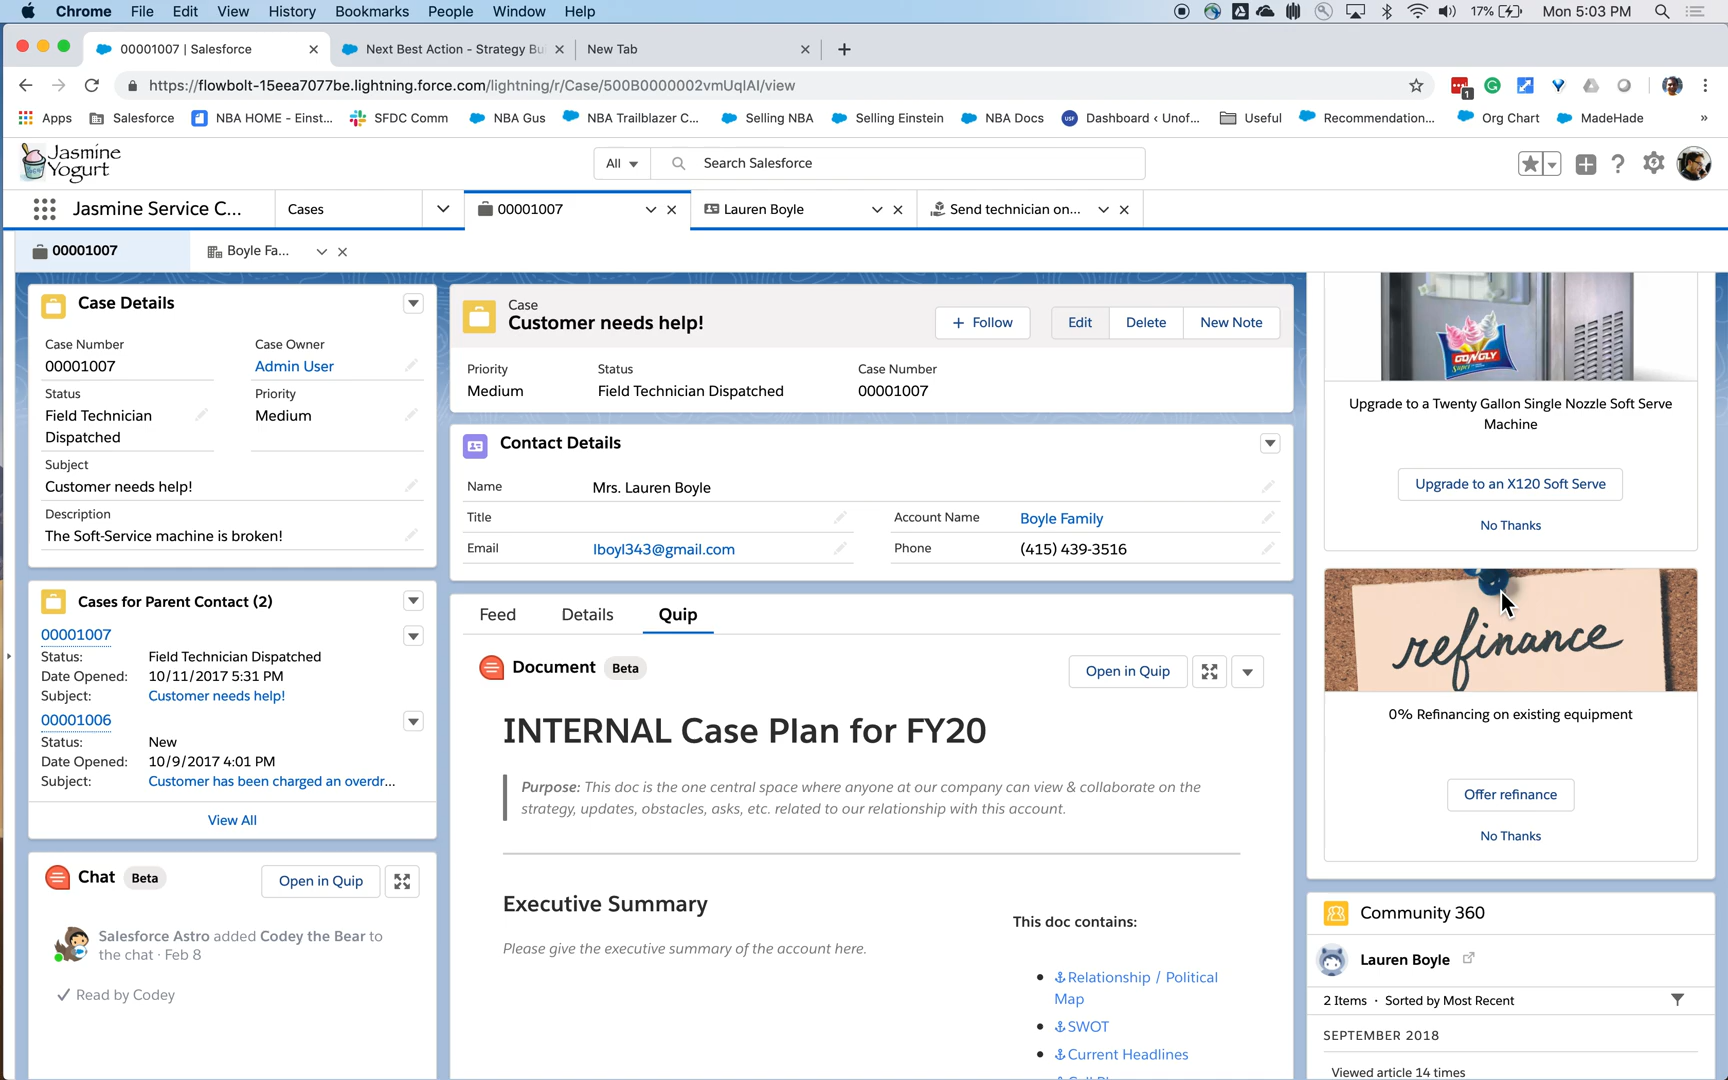 Chrome File Edit View History Bookmarks People Window Help 17% Mon 5:03 PM
00001007 | Salesforce Next Best Action - Strategy Bu New Tab
https://flowbolt-15eea7077be.lightning.force.com/lightning/r/Case/500B0000002vmUqIAI/view
1
Apps Salesforce NBA HOME - Einst... SFDC Comm NBA Gus NBA Trailblazer C... Selling NBA Selling Einstein NBA Docs Dashboard ‹ Unof... Useful Recommendation... Org Chart MadeHade »
Jasmine
Yogurt
All Search Salesforce
Jasmine Service C... Cases 00001007 Lauren Boyle Send technician on...
00001007 Boyle Fa...
Case Details
Case Number
00001007
Case Owner
Admin User
Status
Field Technician
Dispatched
Priority
Medium
Subject
Customer needs help!
Description
The Soft-Service machine is broken!
Cases for Parent Contact (2)
00001007
Status: Field Technician Dispatched
Date Opened: 10/11/2017 5:31 PM
Subject: Customer needs help!
00001006
Status: New
Date Opened: 10/9/2017 4:01 PM
Subject: Customer has been charged an overdr...
View All
Chat Beta Open in Quip
Salesforce Astro added Codey the Bear to
the chat · Feb 8
Read by Codey
Case
Customer needs help!
+ Follow Edit Delete New Note
Priority
Medium
Status
Field Technician Dispatched
Case Number
00001007
Contact Details
Name Mrs. Lauren Boyle
Title
Account Name Boyle Family
Email lboyl343@gmail.com
Phone (415) 439-3516
Feed Details Quip
Document Beta Open in Quip
INTERNAL Case Plan for FY20
Purpose: This doc is the one central space where anyone at our company can view & collaborate on the
strategy, updates, obstacles, asks, etc. related to our relationship with this account.
Executive Summary
Please give the executive summary of the account here.
This doc contains:
Relationship / Political
Map
SWOT
Current Headlines
GONGLY
Super
Upgrade to a Twenty Gallon Single Nozzle Soft Serve
Machine
Upgrade to an X120 Soft Serve
No Thanks
refinance
0% Refinancing on existing equipment
Offer refinance
No Thanks
Community 360
Lauren Boyle
2 Items · Sorted by Most Recent
SEPTEMBER 2018
Viewed article 14 times